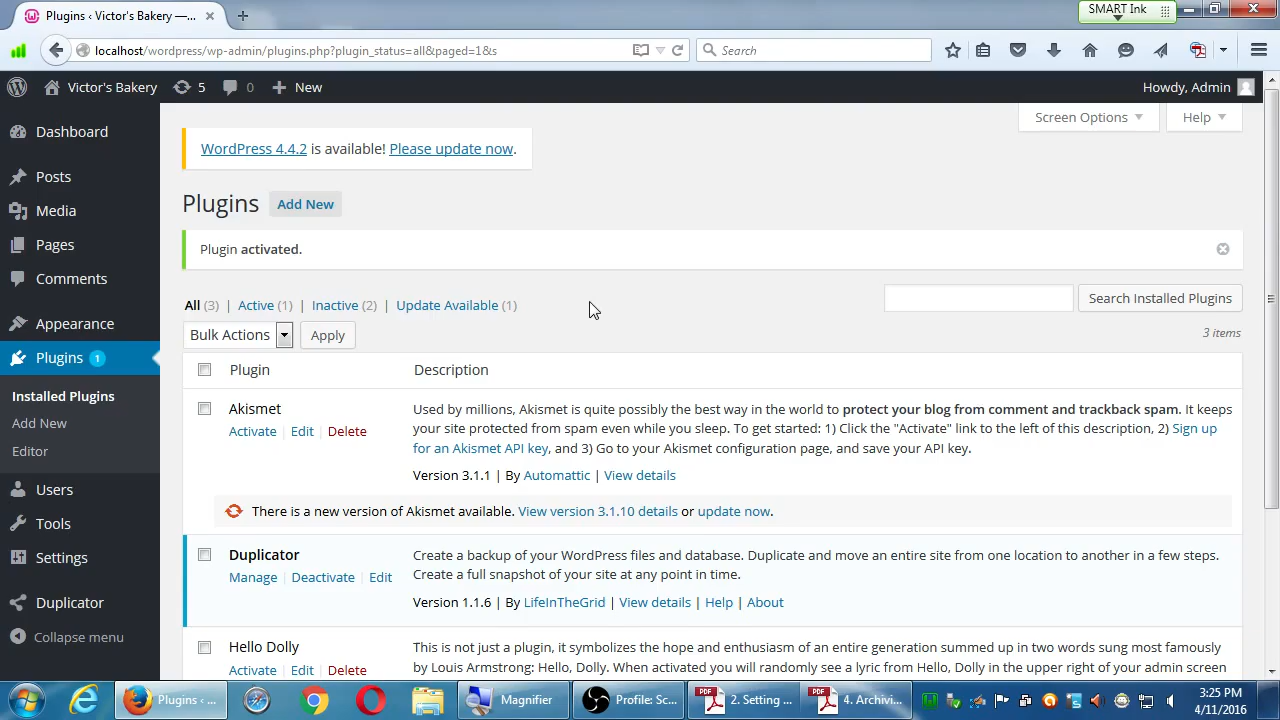 Plugins ‹ Victor's Bakery —...
SMART Ink
localhost/wordpress/wp-admin/plugins.php?plugin_status=all&paged=1&s:
Search
Victor's Bakery
5
0
New
Howdy, Admin
Screen Options
Help
Dashboard
Posts
Media
Pages
Comments
Appearance
Plugins 1
Installed Plugins
Add New
Editor
Users
Tools
Settings
Duplicator
Collapse menu
WordPress 4.4.2 is available! Please update now.
Plugins
Add New
Plugin activated.
All (3) | Active (1) | Inactive (2) | Update Available (1)
Search Installed Plugins
Bulk Actions
Apply
3 items
Plugin
Description
Akismet
Activate | Edit | Delete
Used by millions, Akismet is quite possibly the best way in the world to protect your blog from comment and trackback spam. It keeps
your site protected from spam even while you sleep. To get started: 1) Click the "Activate" link to the left of this description, 2) Sign up
for an Akismet API key, and 3) Go to your Akismet configuration page, and save your API key.
Version 3.1.1 | By Automattic | View details
There is a new version of Akismet available. View version 3.1.10 details or update now.
Duplicator
Manage | Deactivate | Edit
Create a backup of your WordPress files and database. Duplicate and move an entire site from one location to another in a few steps.
Create a full snapshot of your site at any point in time.
Version 1.1.6 | By LifeInTheGrid | View details | Help | About
Hello Dolly
Activate | Edit | Delete
This is not just a plugin, it symbolizes the hope and enthusiasm of an entire generation summed up in two words sung most famously
by Louis Armstrong: Hello, Dolly. When activated you will randomly see a lyric from Hello, Dolly in the upper right of your admin screen
Plugins ‹ ...
Magnifier
Profile: Sc...
PDF
2. Setting ...
PDF
4. Archivi...
3:25 PM
4/11/2016